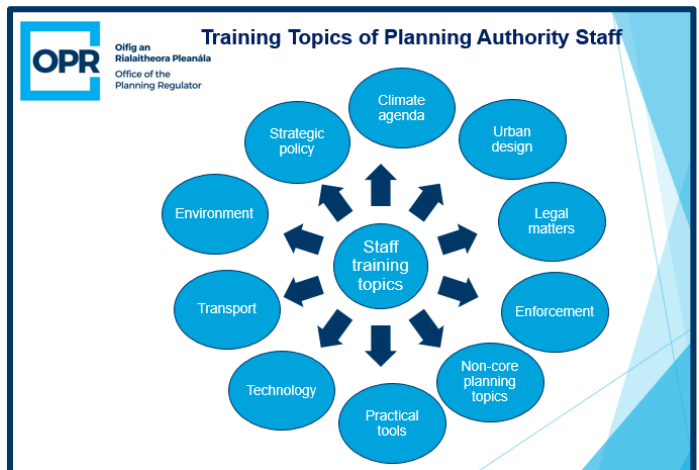 Training Topics of Planning Authority Staff
OPR
Oifig an
Rialaitheora Pleanála
Office of the
Planning Regulator
Climate
agenda
Urban
design
Legal
matters
Enforcement
Non-core
planning
topics
Practical
tools
Technology
Transport
Environment
Strategic
policy
Staff
training
topics